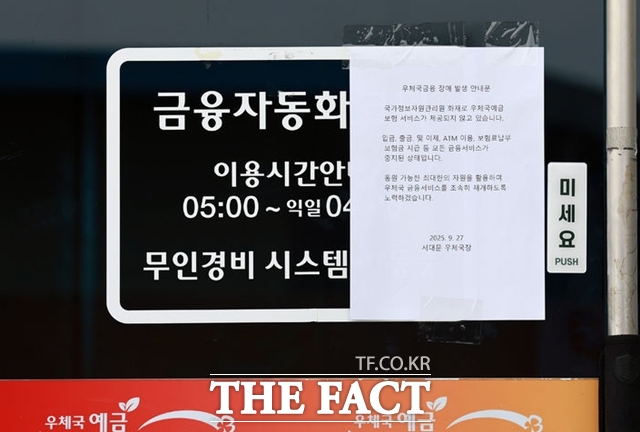 금융자동화
이용시간안
05:00 ~ 익일 04
무인경비 시스템
우체국금융 장애 발생 안내문
국가정보자원관리원 화재로 우체국예금
보험 서비스가 제공되지 않고 있습니다.
입금, 출금, 및 이체, ATM 이용, 보험료납부
보험금 지급 등 모든 금융서비스가
중지된 상태입니다.
동원 가능한 최대한의 자원을 활용하여
우체국 금융서비스를 조속히 재개하도록
노력하겠습니다.
2025. 9. 27
서대문 우체국장
미세요
PUSH
TF.CO.KR
THE FACT
우체국 예금
우체국 예금